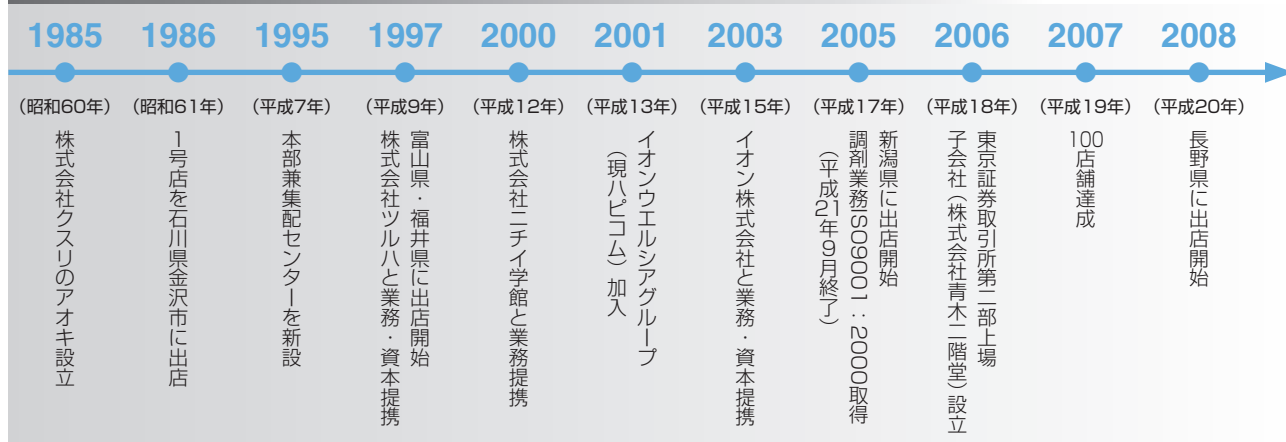 1985
1986
1995
1997
2000
2001
2003
2005
2006
2007
2008
(昭和60年)
(昭和61年)
(平成7年)
(平成9年)
(平成12年)
(平成13年)
(平成15年)
(平成17年)
(平成18年)
(平成19年)
(平成20年)
株式会社クスリのアオキ設立
1号店を石川県金沢市に出店
本部兼集配センターを新設
富山県・福井県に出店開始
株式会社ツルハと業務・資本提携
株式会社ニチイ学館と業務提携
イオンウエルシアグループ
(現ハピコム)加入
イオン株式会社と業務・資本提携
新潟県に出店開始
調剤業務ISO9001:2000取得
(平成21年9月終了)
東京証券取引所第二部上場
子会社(株式会社青木二階堂)設立
100店舗達成
長野県に出店開始